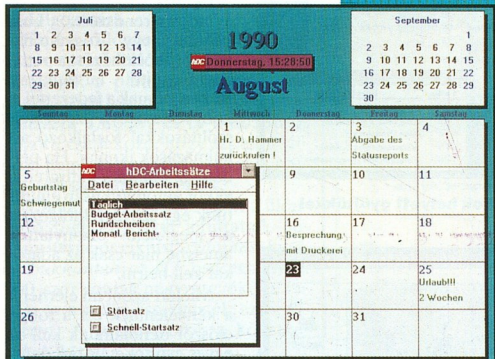 Juli
1 2 3 4 5 6 7
8 9 10 11 12 13 14
15 16 17 18 19 20 21
22 23 24 25 26 27 28
29 30 31
1990
hDC Donnerstag, 15:28:50
August
September
1
2 3 4 5 6 7 8
9 10 11 12 13 14 15
16 17 18 19 20 21 22
23 24 25 26 27 28 29
30
Sonntag Montag Dienstag Mittwoch Donnerstag Freitag Samstag
1 2 3 4
Hr. D. Hammer
zurückrufen !
Abgabe des
Statusreports
5 9 10 11
Geburtstag
Schwiegermut
hDC hDC-Arbeitssätze
Datei Bearbeiten Hilfe
Täglich
Budget-Arbeitssatz
Rundschreiben
Monatl. Bericht
Startsatz
Schnell-Startsatz
12 16 17 18
Besprechung
mit Druckerei
19 23 24 25
Urlaub!!!
2 Wochen
26 30 31